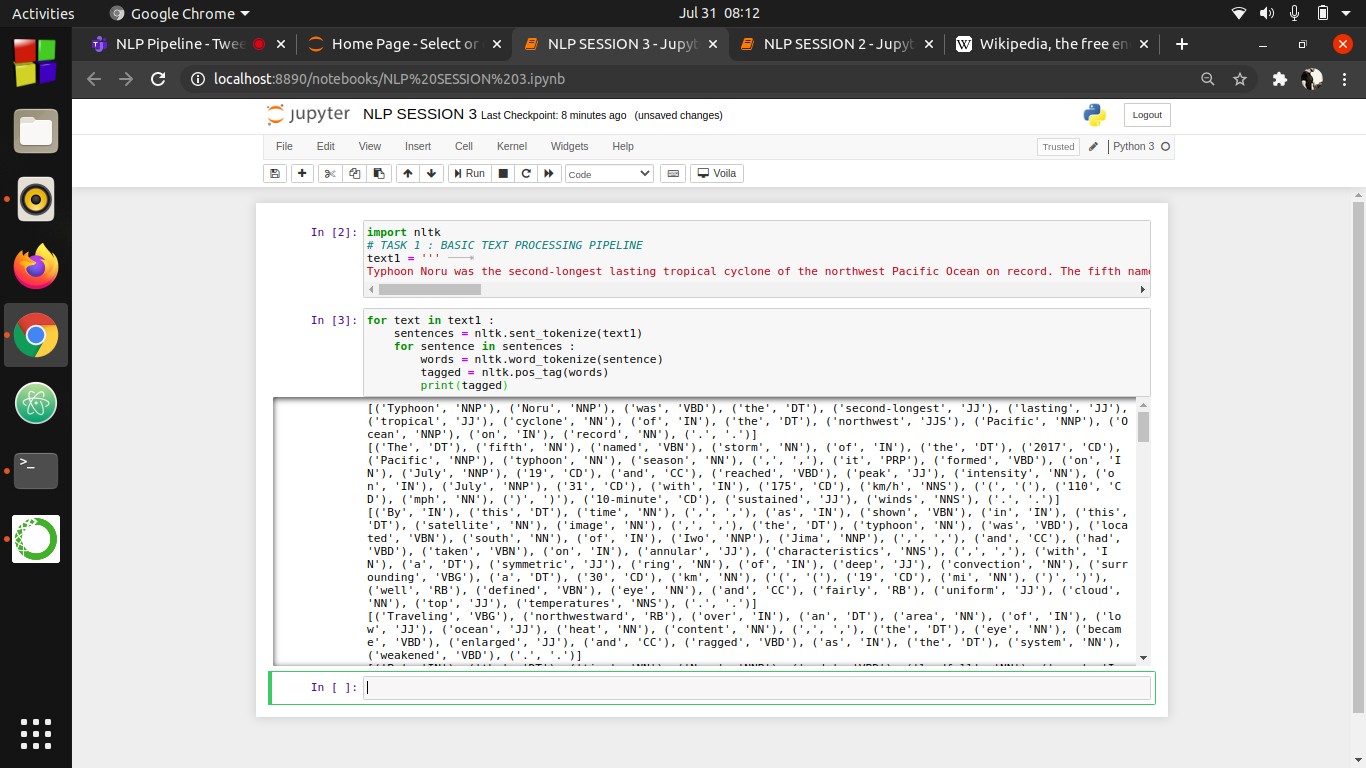 Activities Google Chrome Jul 31 08:12
NLP Pipeline - Twee Home Page - Select or NLP SESSION 3 - Jupyt NLP SESSION 2 - Jupyt Wikipedia, the free en
localhost:8890/notebooks/NLP%20SESSION%203.ipynb
jupyter NLP SESSION 3 Last Checkpoint: 8 minutes ago (unsaved changes) Logout
File Edit View Insert Cell Kernel Widgets Help Trusted Python 3
Run Code Voila
In [2]: import nltk
# TASK 1 : BASIC TEXT PROCESSING PIPELINE
text1 = '''
Typhoon Noru was the second-longest lasting tropical cyclone of the northwest Pacific Ocean on record. The fifth name
In [3]: for text in text1 :
sentences = nltk.sent_tokenize(text1)
for sentence in sentences :
words = nltk.word_tokenize(sentence)
tagged = nltk.pos_tag(words)
print(tagged)
[('Typhoon', 'NNP'), ('Noru', 'NNP'), ('was', 'VBD'), ('the', 'DT'), ('second-longest', 'JJ'), ('lasting', 'JJ'),
('tropical', 'JJ'), ('cyclone', 'NN'), ('of', 'IN'), ('the', 'DT'), ('northwest', 'JJS'), ('Pacific', 'NNP'), ('O
cean', 'NNP'), ('on', 'IN'), ('record', 'NN'), ('.', '.')]
[('The', 'DT'), ('fifth', 'NN'), ('named', 'VBN'), ('storm', 'NN'), ('of', 'IN'), ('the', 'DT'), ('2017', 'CD'),
('Pacific', 'NNP'), ('typhoon', 'NN'), ('season', 'NN'), (',', ','), ('it', 'PRP'), ('formed', 'VBD'), ('on', 'I
N'), ('July', 'NNP'), ('19', 'CD'), ('and', 'CC'), ('reached', 'VBD'), ('peak', 'JJ'), ('intensity', 'NN'), ('o
n', 'IN'), ('July', 'NNP'), ('31', 'CD'), ('with', 'IN'), ('175', 'CD'), ('km/h', 'NNS'), ('(', '('), ('110', 'C
D'), ('mph', 'NN'), (')', ')'), ('10-minute', 'CD'), ('sustained', 'JJ'), ('winds', 'NNS'), ('.', '.')]
[('By', 'IN'), ('this', 'DT'), ('time', 'NN'), (',', ','), ('as', 'IN'), ('shown', 'VBN'), ('in', 'IN'), ('this',
'DT'), ('satellite', 'NN'), ('image', 'NN'), (',', ','), ('the', 'DT'), ('typhoon', 'NN'), ('was', 'VBD'), ('loca
ted', 'VBN'), ('south', 'NN'), ('of', 'IN'), ('Iwo', 'NNP'), ('Jima', 'NNP'), (',', ','), ('and', 'CC'), ('had',
'VBD'), ('taken', 'VBN'), ('on', 'IN'), ('annular', 'JJ'), ('characteristics', 'NNS'), (',', ','), ('with', 'I
N'), ('a', 'DT'), ('symmetric', 'JJ'), ('ring', 'NN'), ('of', 'IN'), ('deep', 'JJ'), ('convection', 'NN'), ('surr
ounding', 'VBG'), ('a', 'DT'), ('30', 'CD'), ('km', 'NN'), ('(', '('), ('19', 'CD'), ('mi', 'NN'), (')', ')'),
('well', 'RB'), ('defined', 'VBN'), ('eye', 'NN'), ('and', 'CC'), ('fairly', 'RB'), ('uniform', 'JJ'), ('cloud',
'NN'), ('top', 'JJ'), ('temperatures', 'NNS'), ('.', '.')]
[('Traveling', 'VBG'), ('northwestward', 'RB'), ('over', 'IN'), ('an', 'DT'), ('area', 'NN'), ('of', 'IN'), ('lo
w', 'JJ'), ('ocean', 'JJ'), ('heat', 'NN'), ('content', 'NN'), (',', ','), ('the', 'DT'), ('eye', 'NN'), ('becam
e', 'VBD'), ('enlarged', 'JJ'), ('and', 'CC'), ('ragged', 'VBD'), ('as', 'IN'), ('the', 'DT'), ('system', 'NN'),
('weakened', 'VBD'), ('.', '.')]
In [ ]: